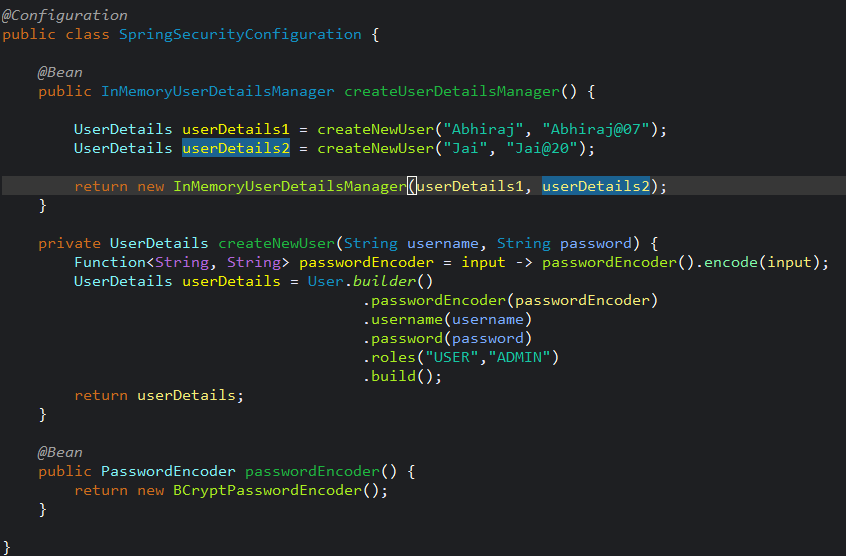 @Configuration
public class SpringSecurityConfiguration {
@Bean
public InMemoryUserDetailsManager createUserDetailsManager() {
UserDetails userDetails1 = createNewUser("Abhiraj", "Abhiraj@07");
UserDetails userDetails2 = createNewUser("Jai", "Jai@20");
return new InMemoryUserDetailsManager(userDetails1, userDetails2);
}
private UserDetails createNewUser(String username, String password) {
Function<String, String> passwordEncoder = input -> passwordEncoder().encode(input);
UserDetails userDetails = User.builder()
.passwordEncoder(passwordEncoder)
.username(username)
.password(password)
.roles("USER","ADMIN")
.build();
return userDetails;
}
@Bean
public PasswordEncoder passwordEncoder() {
return new BCryptPasswordEncoder();
}
}